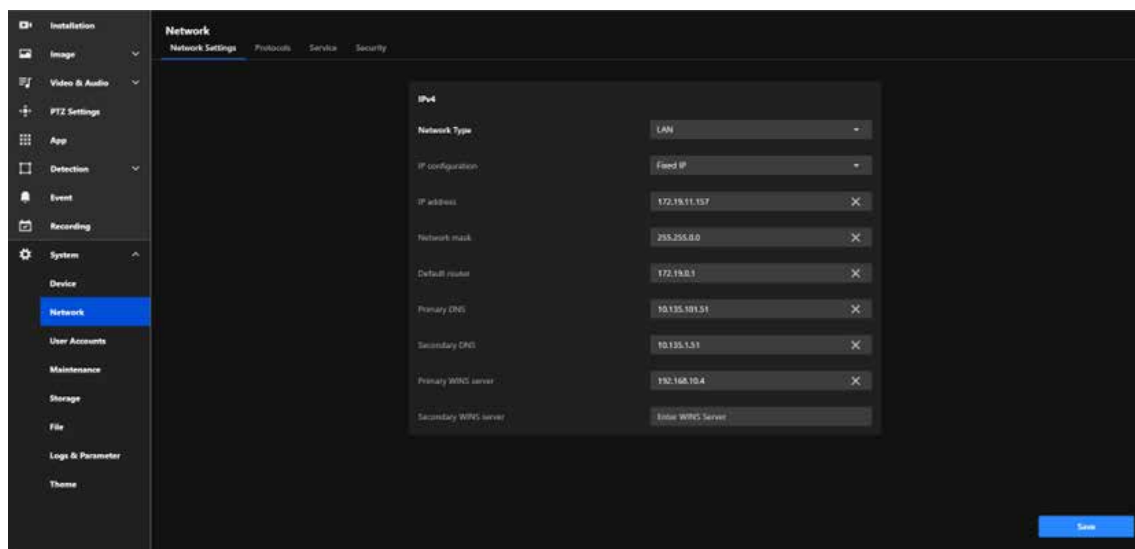 Installation
Image
Video & Audio
PTZ Settings
App
Detection
Event
Recording
System
Device
Network
User Accounts
Maintenance
Storage
File
Logs & Parameter
Theme
Network
Network Settings Protocols Service Security
IPv4
Network Type LAN
IP configuration Fixed IP
IP address 172.19.11.157
Network mask 255.255.0.0
Default router 172.19.0.1
Primary DNS 10.135.101.51
Secondary DNS 10.135.1.51
Primary WINS server 192.168.10.4
Secondary WINS server Enter WINS Server
Save